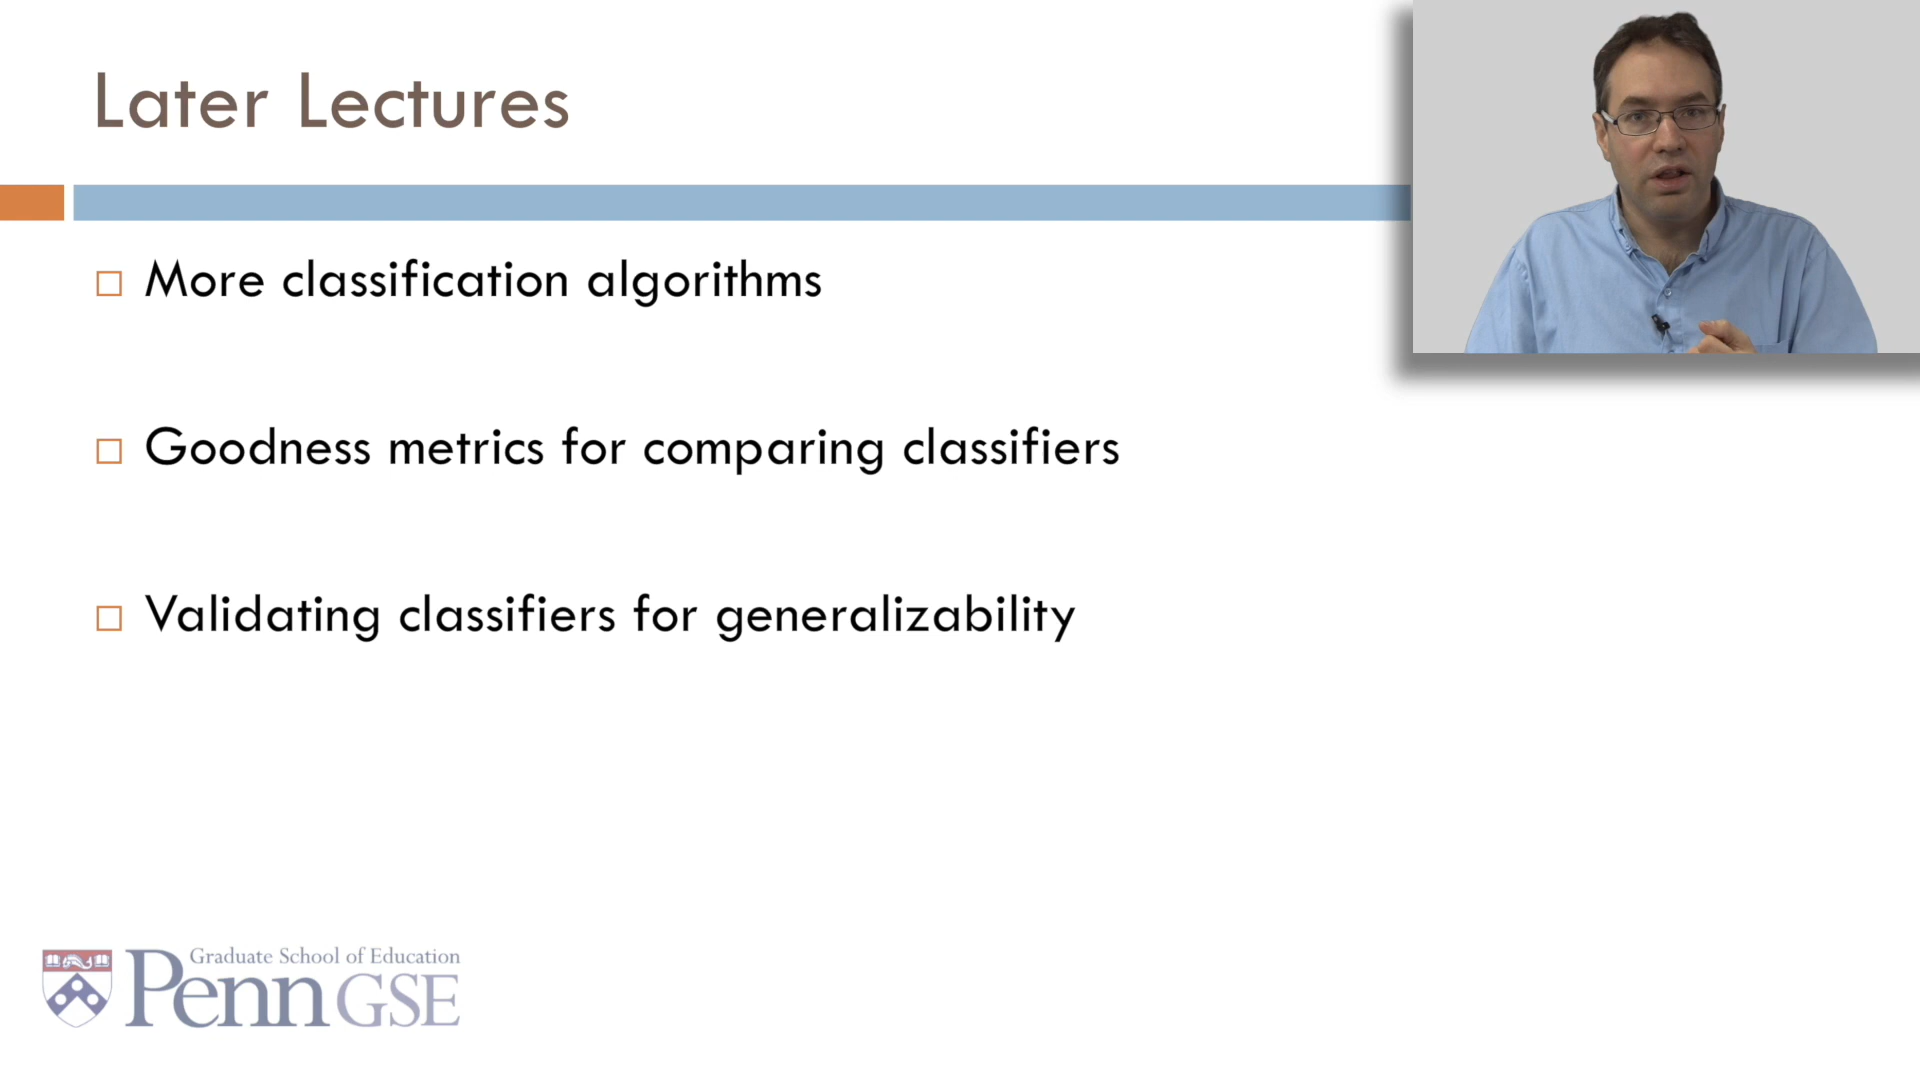 Later Lectures
More classification algorithms
Goodness metrics for comparing classifiers
Validating classifiers for generalizability
Graduate School of Education
Penn GSE